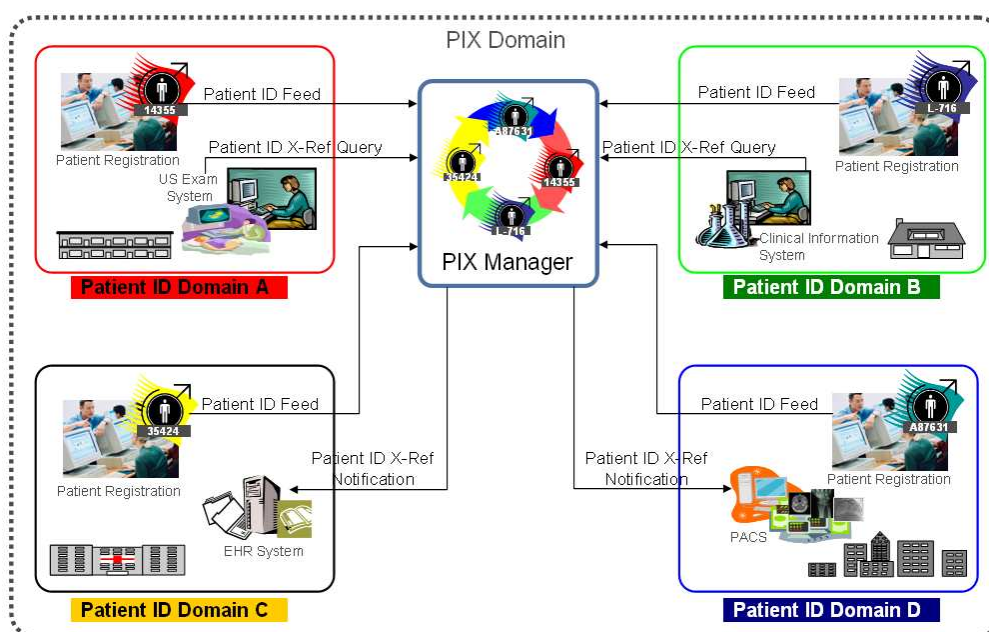 PIX Domain
14355
Patient ID Feed
Patient Registration
Patient ID X-Ref Query
US Exam
System
Patient ID Domain A
A87631
35424
14355
L-716
PIX Manager
Patient ID Feed
L-716
Patient Registration
Patient ID X-Ref Query
Clinical Information
System
Patient ID Domain B
Patient ID Feed
35424
Patient Registration
Patient ID X-Ref
Notification
EHR System
Patient ID Domain C
Patient ID Feed
A87631
Patient Registration
Patient ID X-Ref
Notification
PACS
Patient ID Domain D